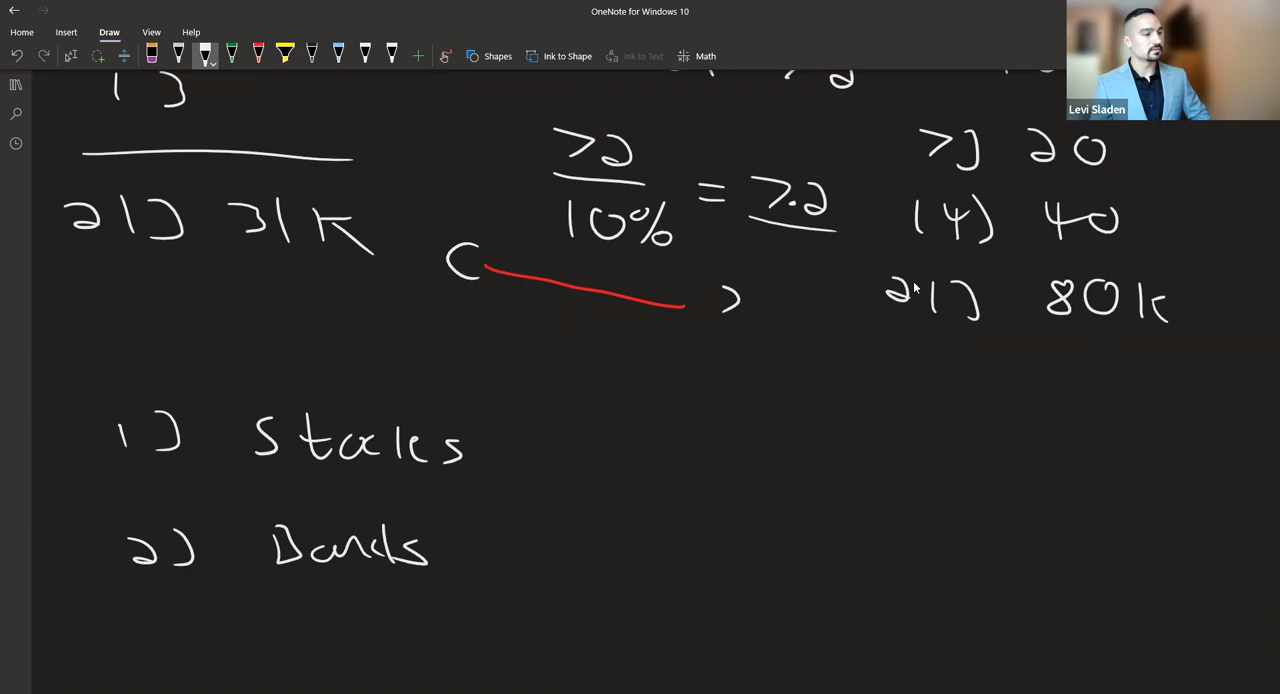 OneNote for Windows 10
Home Insert Draw View Help
Shapes Ink to Shape Ink to Text Math
Levi Sladen
1)
72
7) 20
10% = 7.2
21) 31K
14) 40
C
21) 80k
1) Stocks
2) Bonds